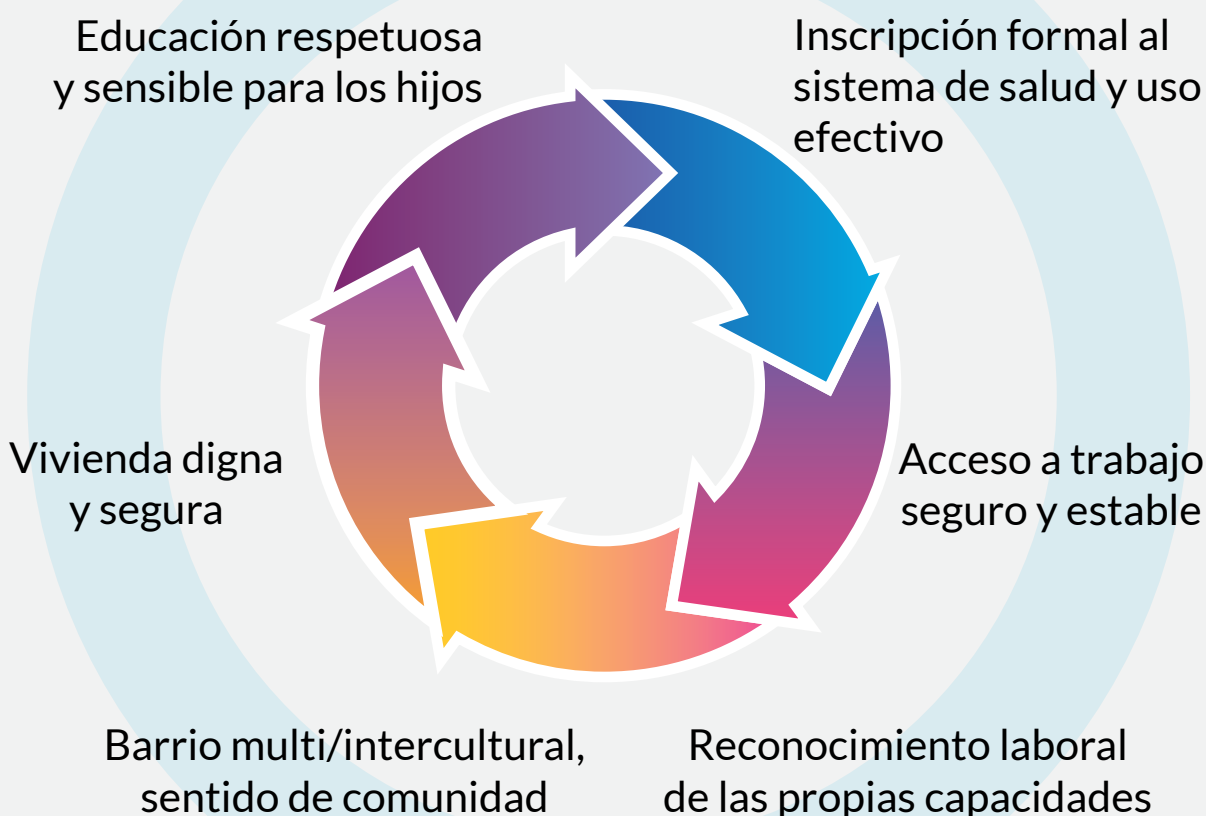 Educación respetuosa
y sensible para los hijos
Inscripción formal al
sistema de salud y uso
efectivo
Vivienda digna
y segura
Acceso a trabajo
seguro y estable
Barrio multi/intercultural,
sentido de comunidad
Reconocimiento laboral
de las propias capacidades